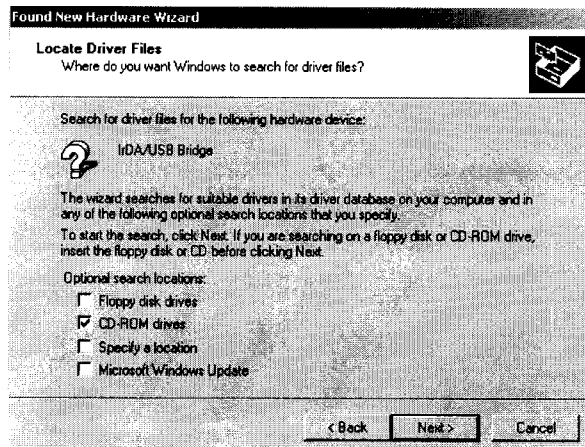 Found New Hardware Wizard
Locate Driver Files
Where do you want Windows to search for driver files?
Search for driver files for the following hardware device:
IrDA/USB Bridge
The wizard searches for suitable drivers in its driver database on your computer and in
any of the following optional search locations that you specify.
To start the search, click Next. If you are searching on a floppy disk or CD-ROM drive,
insert the floppy disk or CD before clicking Next.
Optional search locations:
Floppy disk drives
CD-ROM drives
Specify a location
Microsoft Windows Update
< Back Next > Cancel